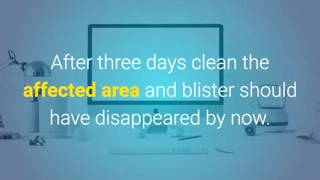 After three days clean the
affected area and blister should
have disappeared by now.